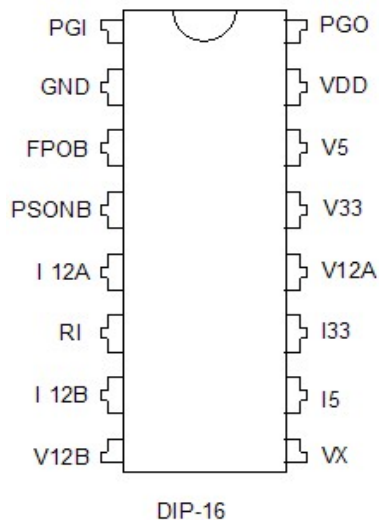 PGI PGO
GND VDD
FPOB V5
PSONB V33
I 12A V12A
RI I33
I 12B I5
V12B VX
DIP-16